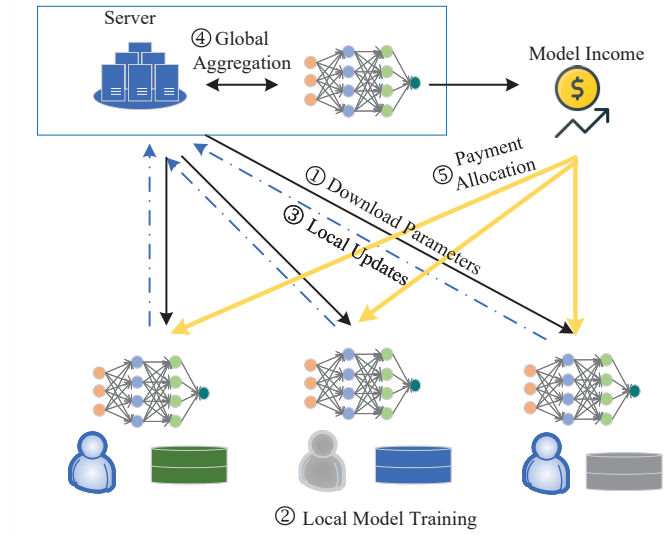 Server
④ Global
Aggregation
Model Income
$
⑤ Payment
Allocation
① Download Parameters
③ Local Updates
② Local Model Training